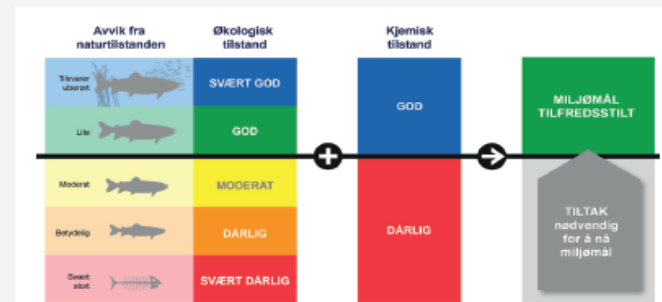 Avvik fra
naturtilstanden
Økologisk
tilstand
Kjemisk
tilstand
Tilsvarer
uberørt
SVÆRT GOD
Lite
GOD
Moderat
MODERAT
Betydelig
DÅRLIG
Svært
stort
SVÆRT DÅRLIG
GOD
DÅRLIG
MILJØMÅL
TILFREDSSTILT
TILTAK
nødvendig
for å nå
miljømål